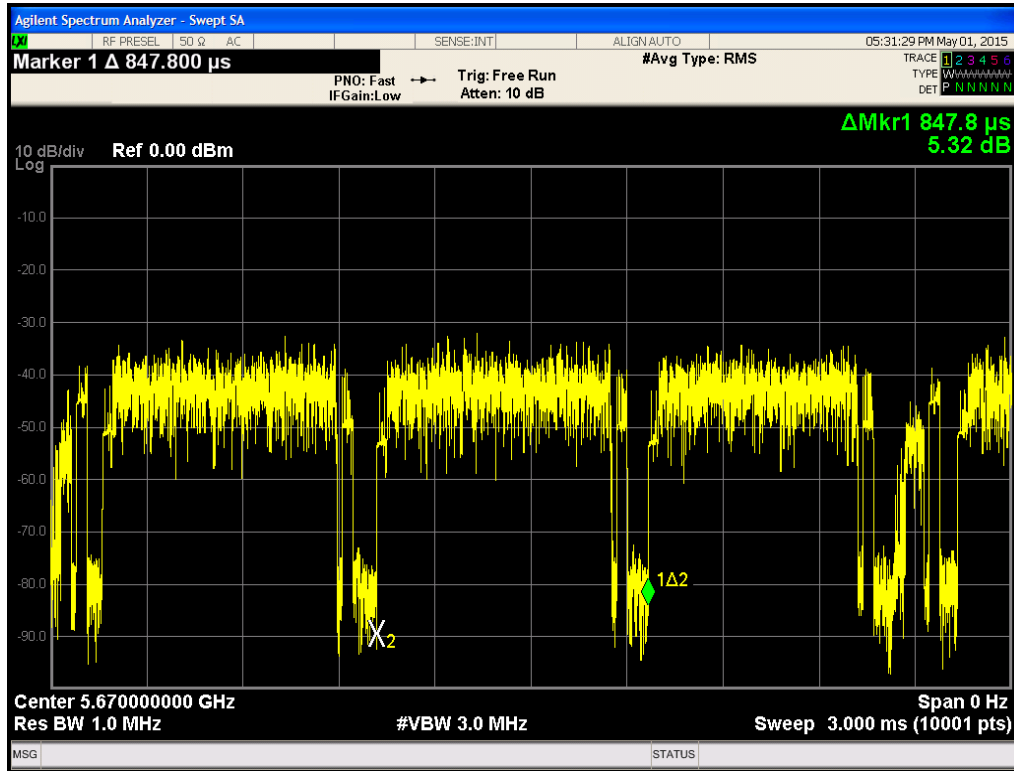 Agilent Spectrum Analyzer - Swept SA
LXI RF PRESEL 50 Ω AC SENSE:INT ALIGN AUTO 05:31:29 PM May 01, 2015
Marker 1 Δ 847.800 µs
#Avg Type: RMS
TRACE 1 2 3 4 5 6
PNO: Fast Trig: Free Run
TYPE WWWWWW
IFGain:Low Atten: 10 dB
DET P N N N N N
ΔMkr1 847.8 µs
10 dB/div Ref 0.00 dBm 5.32 dB
Log
-10.0
-20.0
-30.0
-40.0
-50.0
-60.0
-70.0
-80.0
1Δ2
-90.0
X2
Center 5.670000000 GHz Span 0 Hz
Res BW 1.0 MHz #VBW 3.0 MHz Sweep 3.000 ms (10001 pts)
MSG STATUS